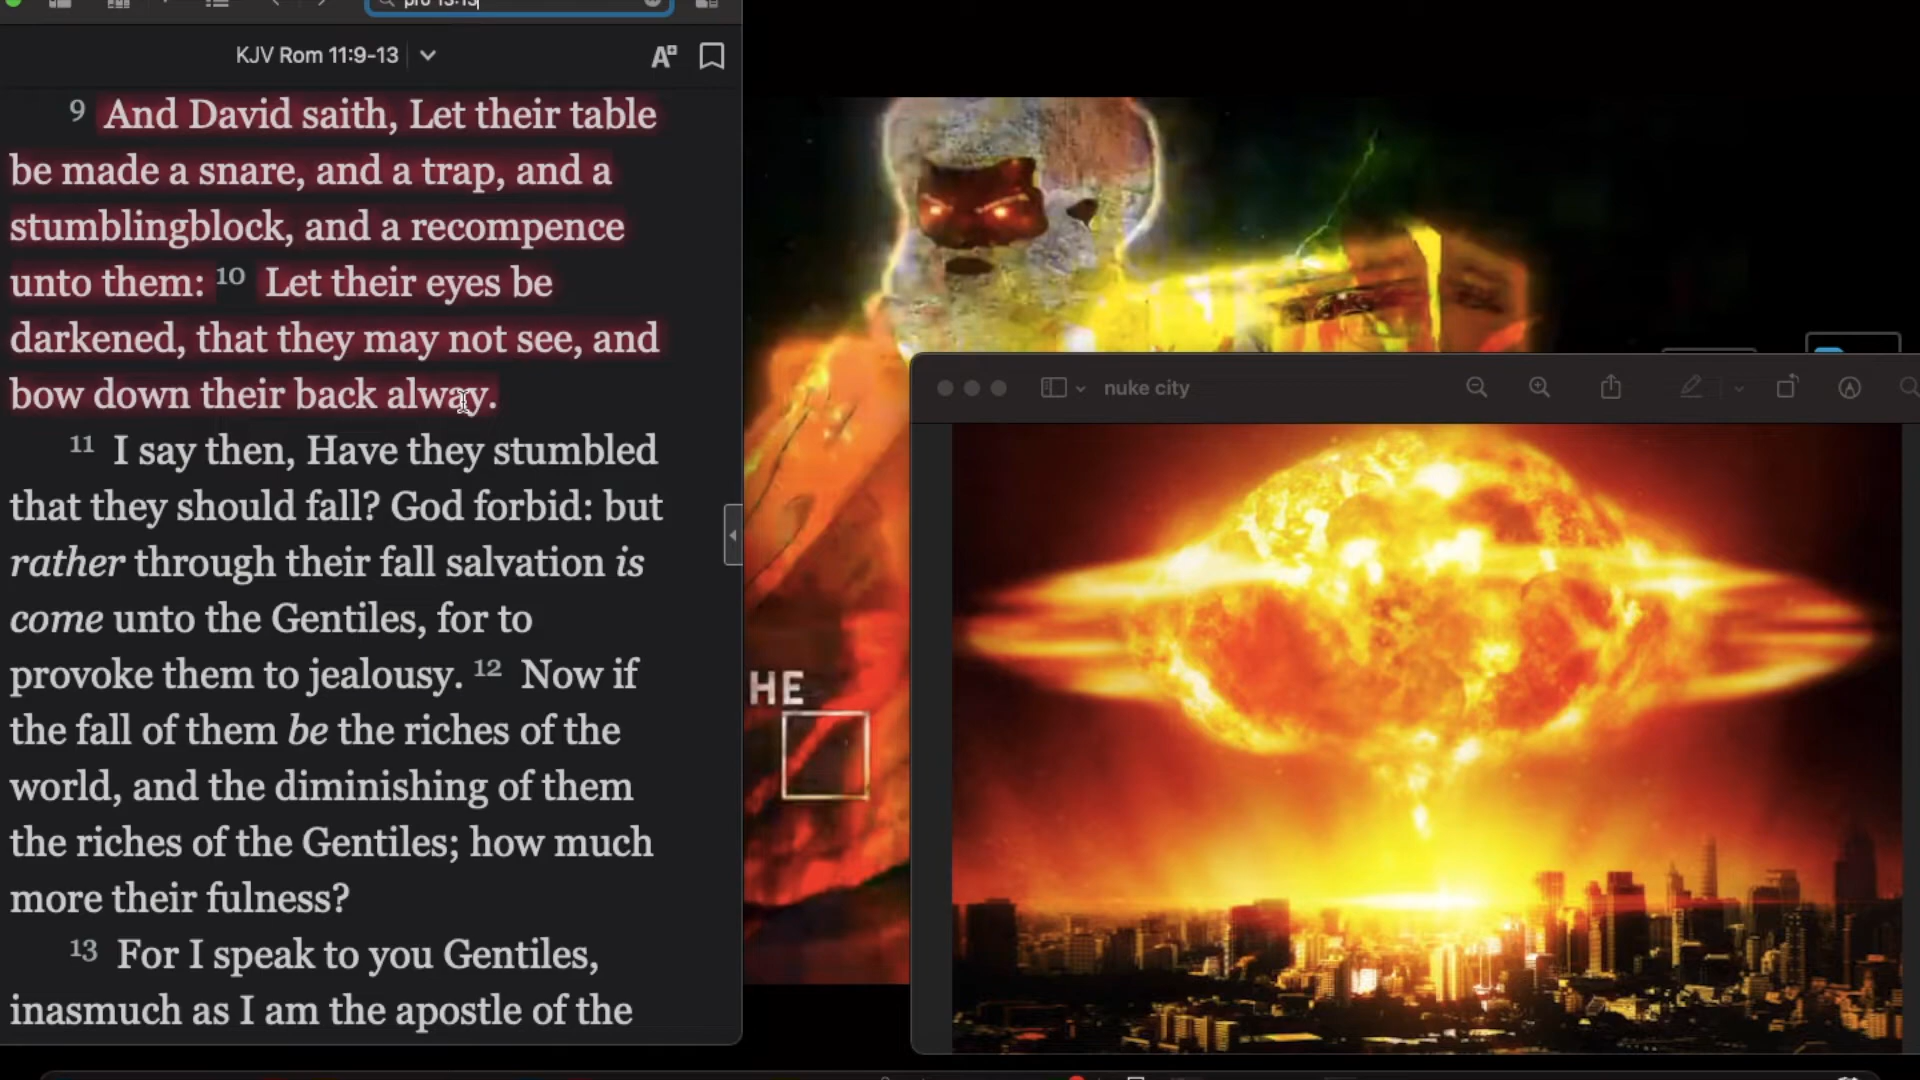 pro 13:13
KJV Rom 11:9-13
9 And David saith, Let their table
be made a snare, and a trap, and a
stumblingblock, and a recompence
unto them: 10 Let their eyes be
darkened, that they may not see, and
bow down their back alway.
11 I say then, Have they stumbled
that they should fall? God forbid: but
rather through their fall salvation is
come unto the Gentiles, for to
provoke them to jealousy. 12 Now if
the fall of them be the riches of the
world, and the diminishing of them
the riches of the Gentiles; how much
more their fulness?
13 For I speak to you Gentiles,
inasmuch as I am the apostle of the
HE
nuke city